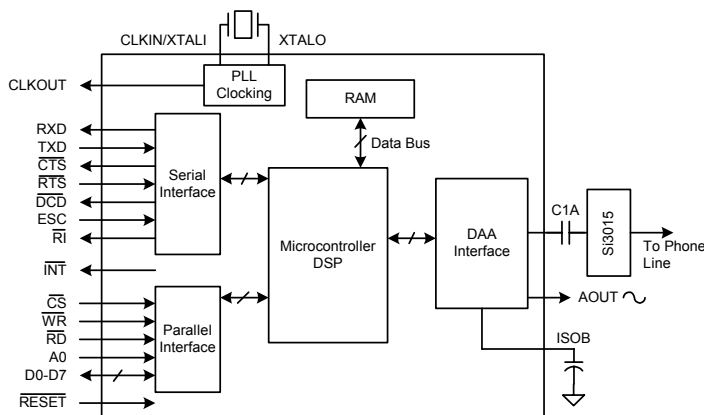 CLKIN/XTALI
XTALO
CLKOUT
PLL
Clocking
RAM
Data Bus
RXD
TXD
CTS
RTS
DCD
ESC
RI
INT
CS
WR
RD
A0
D0-D7
RESET
Serial
Interface
Parallel
Interface
Microcontroller
DSP
DAA
Interface
C1A
Si3015
To Phone
Line
AOUT
ISOB